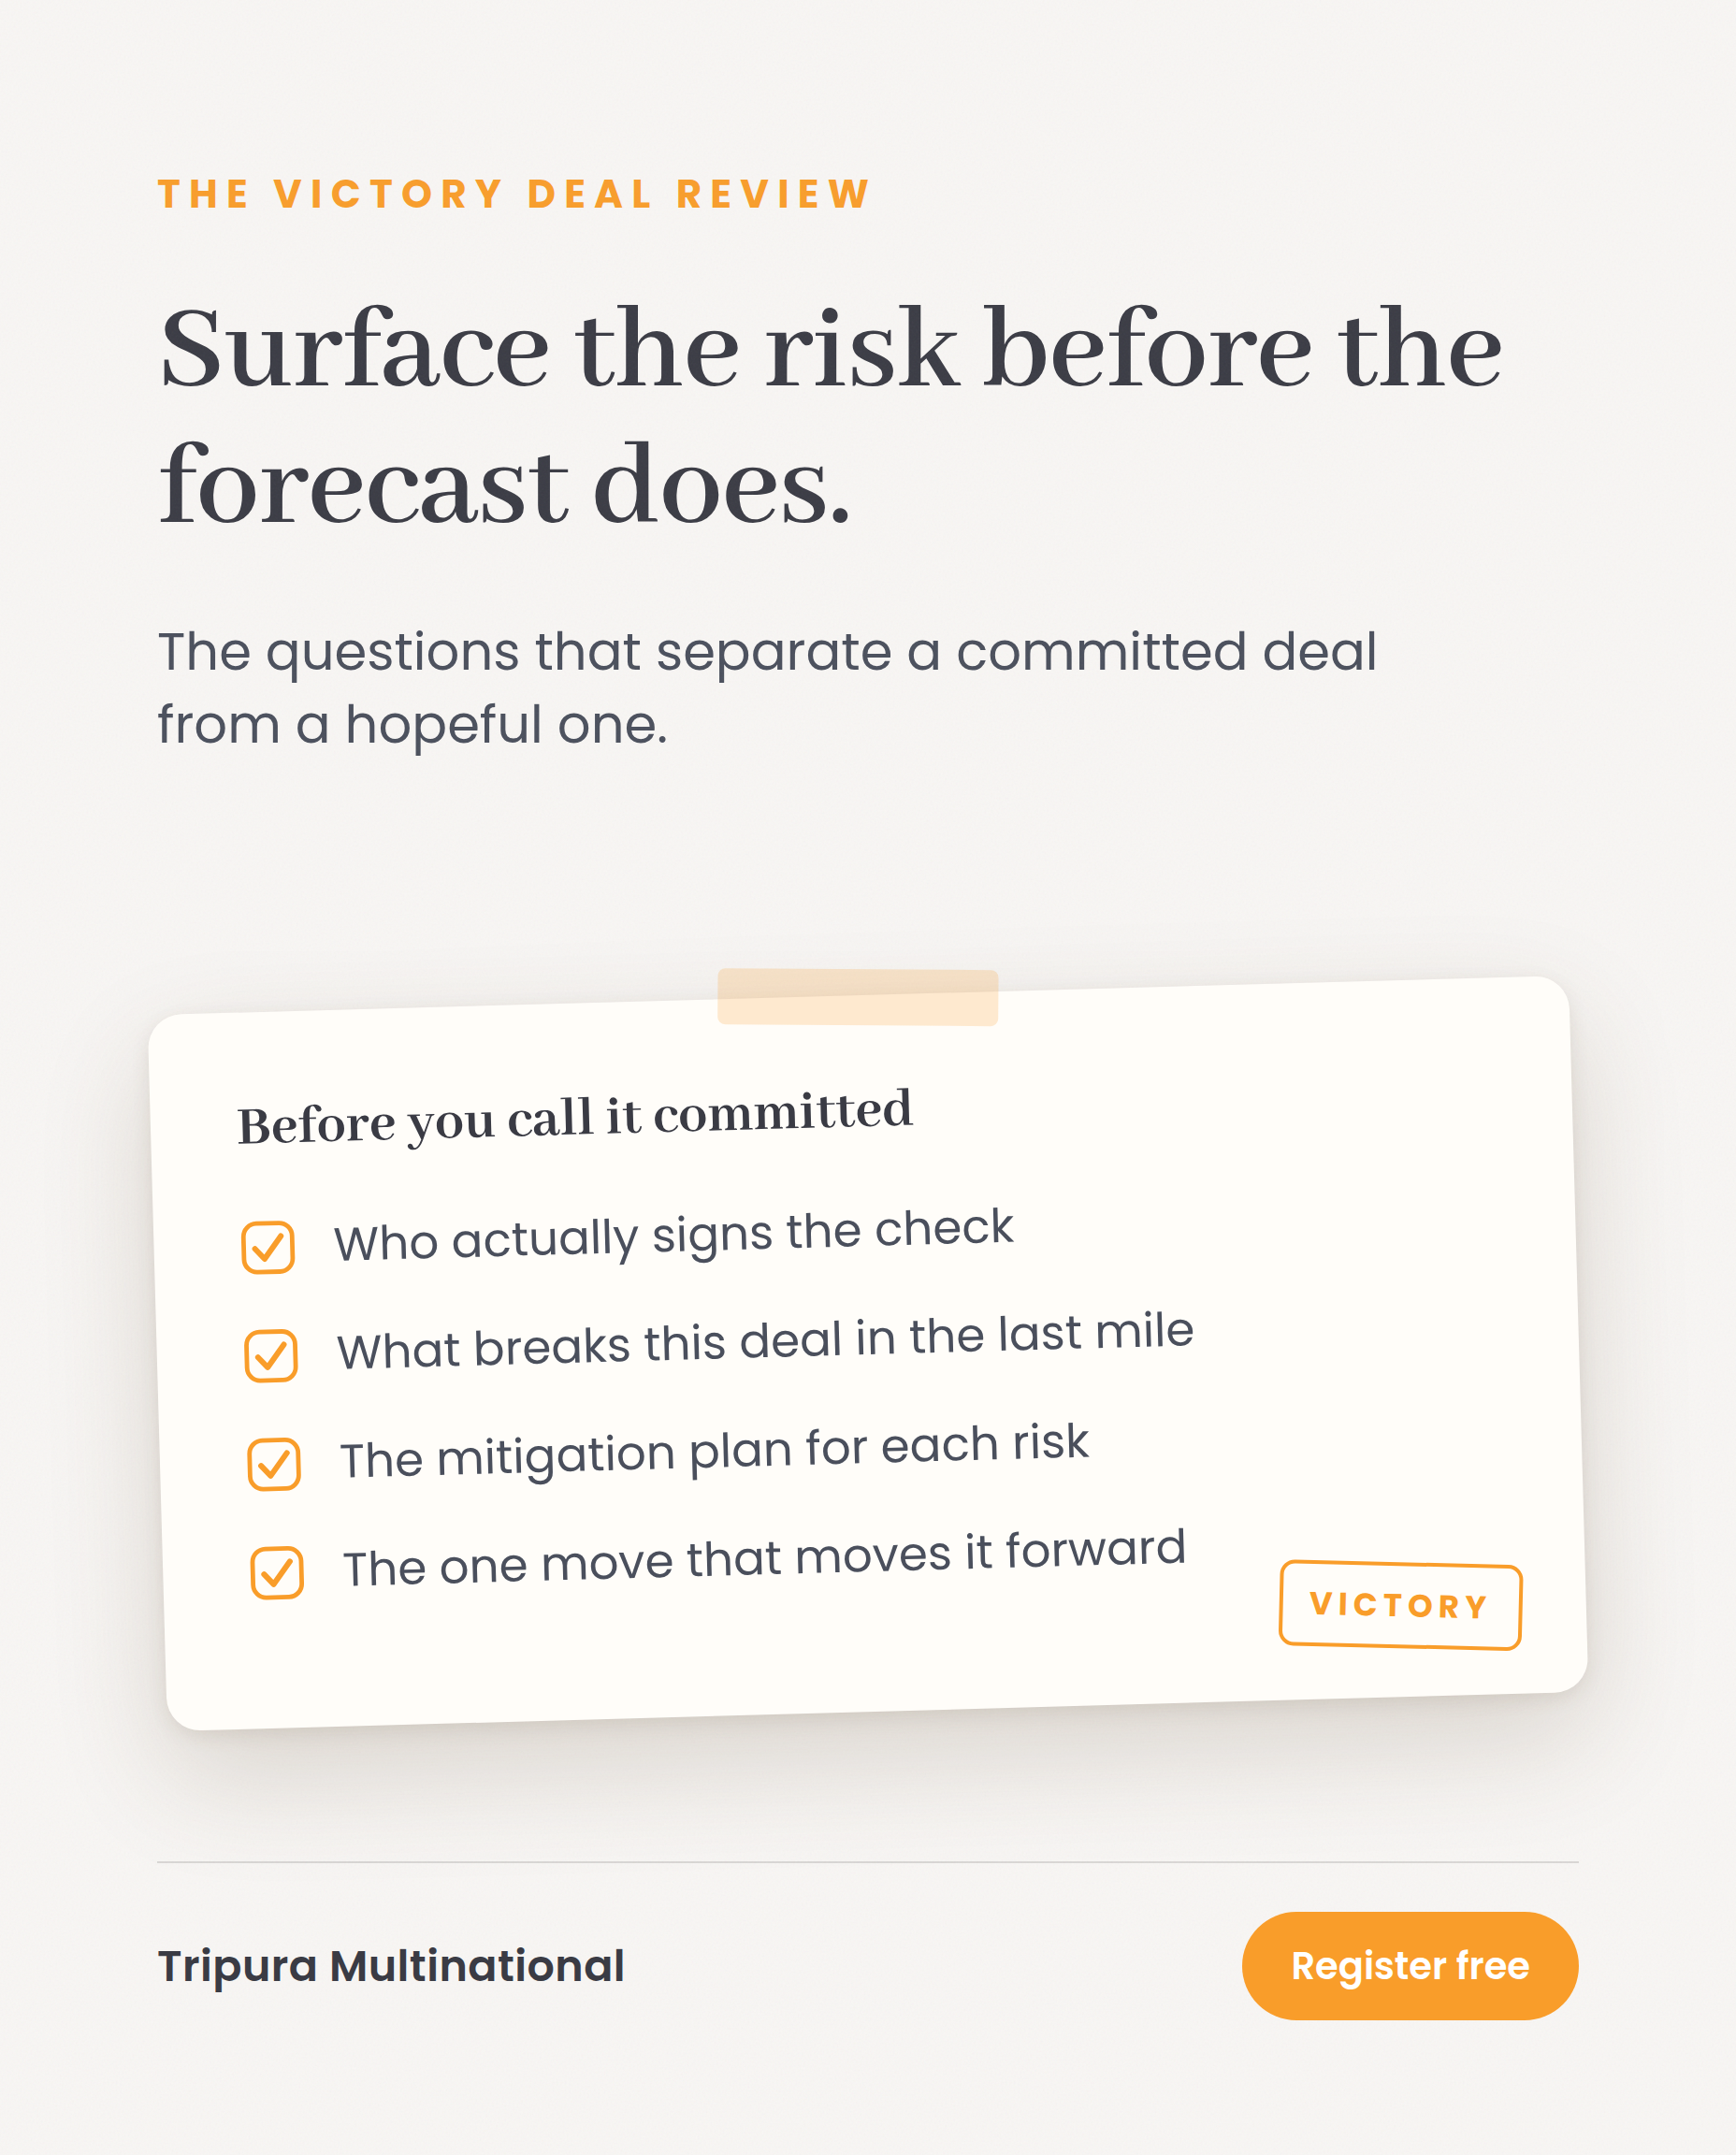 THE VICTORY DEAL REVIEW
Surface the risk before the
forecast does.
The questions that separate a committed deal
from a hopeful one.
Before you call it committed
Who actually signs the check
What breaks this deal in the last mile
The mitigation plan for each risk
The one move that moves it forward
VICTORY
Tripura Multinational
Register free